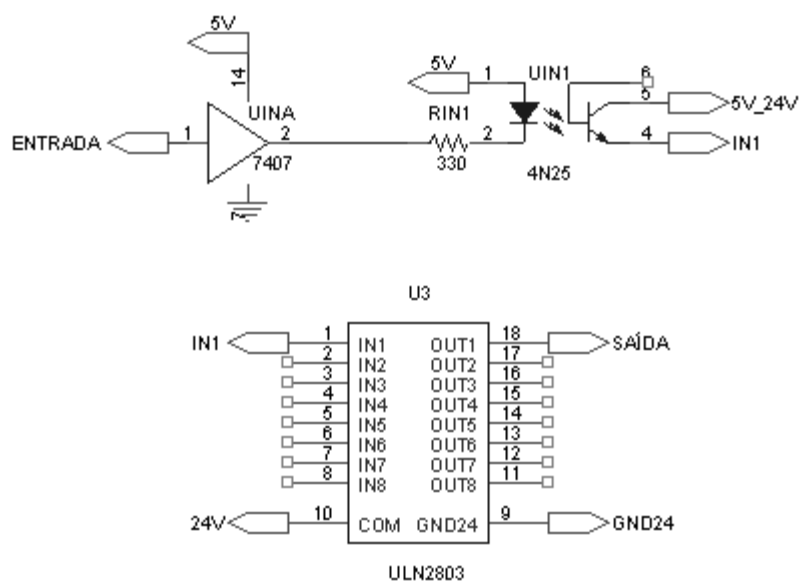 5V
14
UINA
ENTRADA 1 2
7407
7
5V 1 UIN1 6
5 5V_24V
RIN1
2 4 IN1
330
4N25
U3
IN1 1 IN1 OUT1 18 SAÍDA
2 IN2 OUT2 17
3 IN3 OUT3 16
4 IN4 OUT4 15
5 IN5 OUT5 14
6 IN6 OUT6 13
7 IN7 OUT7 12
8 IN8 OUT8 11
24V 10 COM GND24 9 GND24
ULN2803